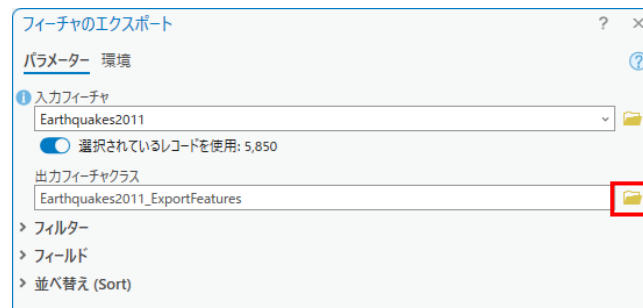 フィーチャのエクスポート
パラメーター 環境
入力フィーチャ
Earthquakes2011
選択されているレコードを使用: 5,850
出力フィーチャクラス
Earthquakes2011_ExportFeatures
フィルター
フィールド
並べ替え (Sort)